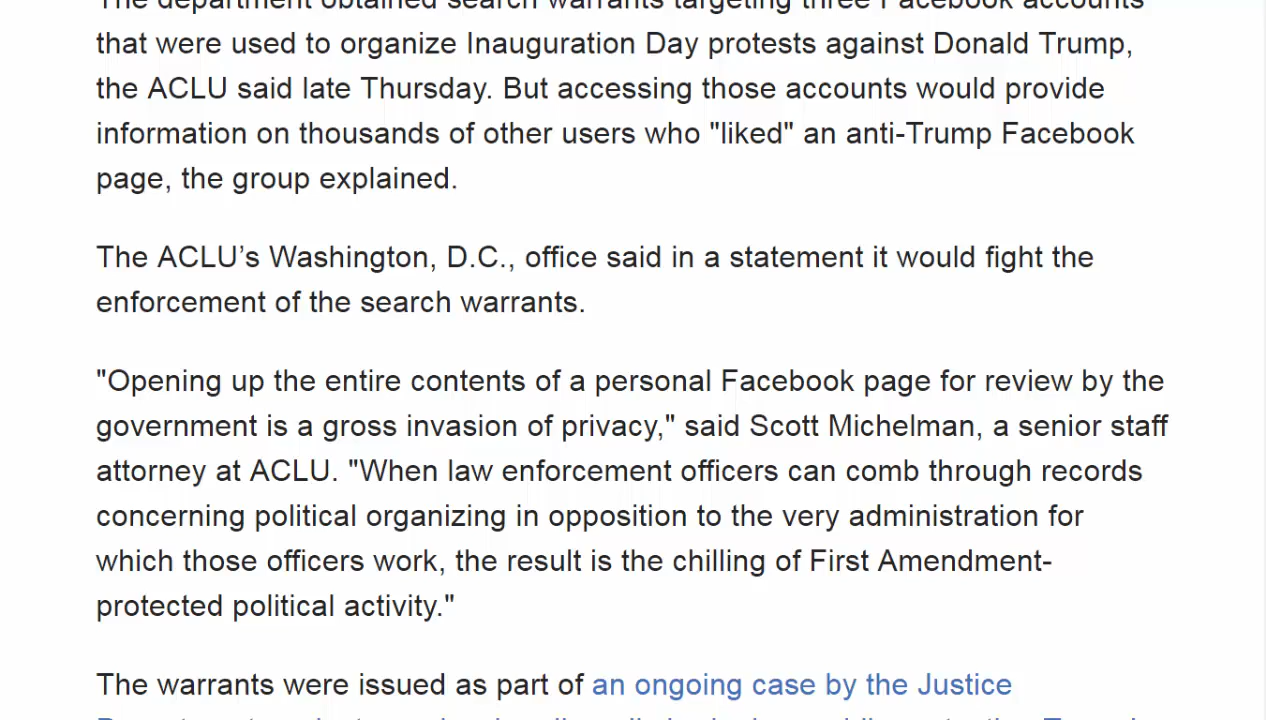 The department obtained search warrants targeting three Facebook accounts
that were used to organize Inauguration Day protests against Donald Trump,
the ACLU said late Thursday. But accessing those accounts would provide
information on thousands of other users who "liked" an anti-Trump Facebook
page, the group explained.
The ACLU’s Washington, D.C., office said in a statement it would fight the
enforcement of the search warrants.
"Opening up the entire contents of a personal Facebook page for review by the
government is a gross invasion of privacy," said Scott Michelman, a senior staff
attorney at ACLU. "When law enforcement officers can comb through records
concerning political organizing in opposition to the very administration for
which those officers work, the result is the chilling of First Amendment-
protected political activity."
The warrants were issued as part of an ongoing case by the Justice